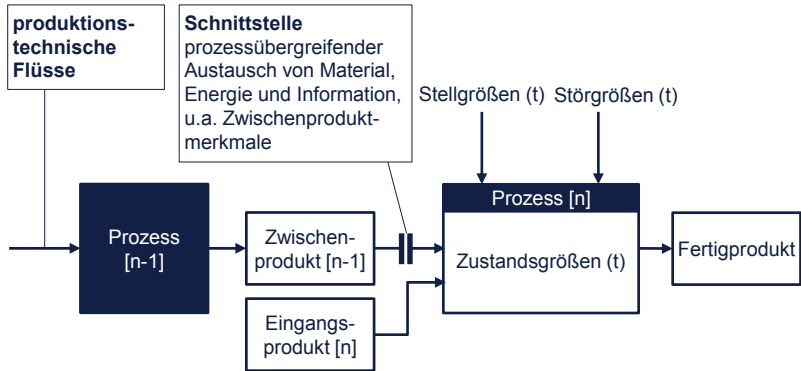 produktions-
technische
Flüsse
Schnittstelle
prozessübergreifender
Austausch von Material,
Energie und Information,
u.a. Zwischenprodukt-
merkmale
Stellgrößen (t)
Störgrößen (t)
Prozess
[n-1]
Zwischen-
produkt [n-1]
Eingangs-
produkt [n]
Prozess [n]
Zustandsgrößen (t)
Fertigprodukt